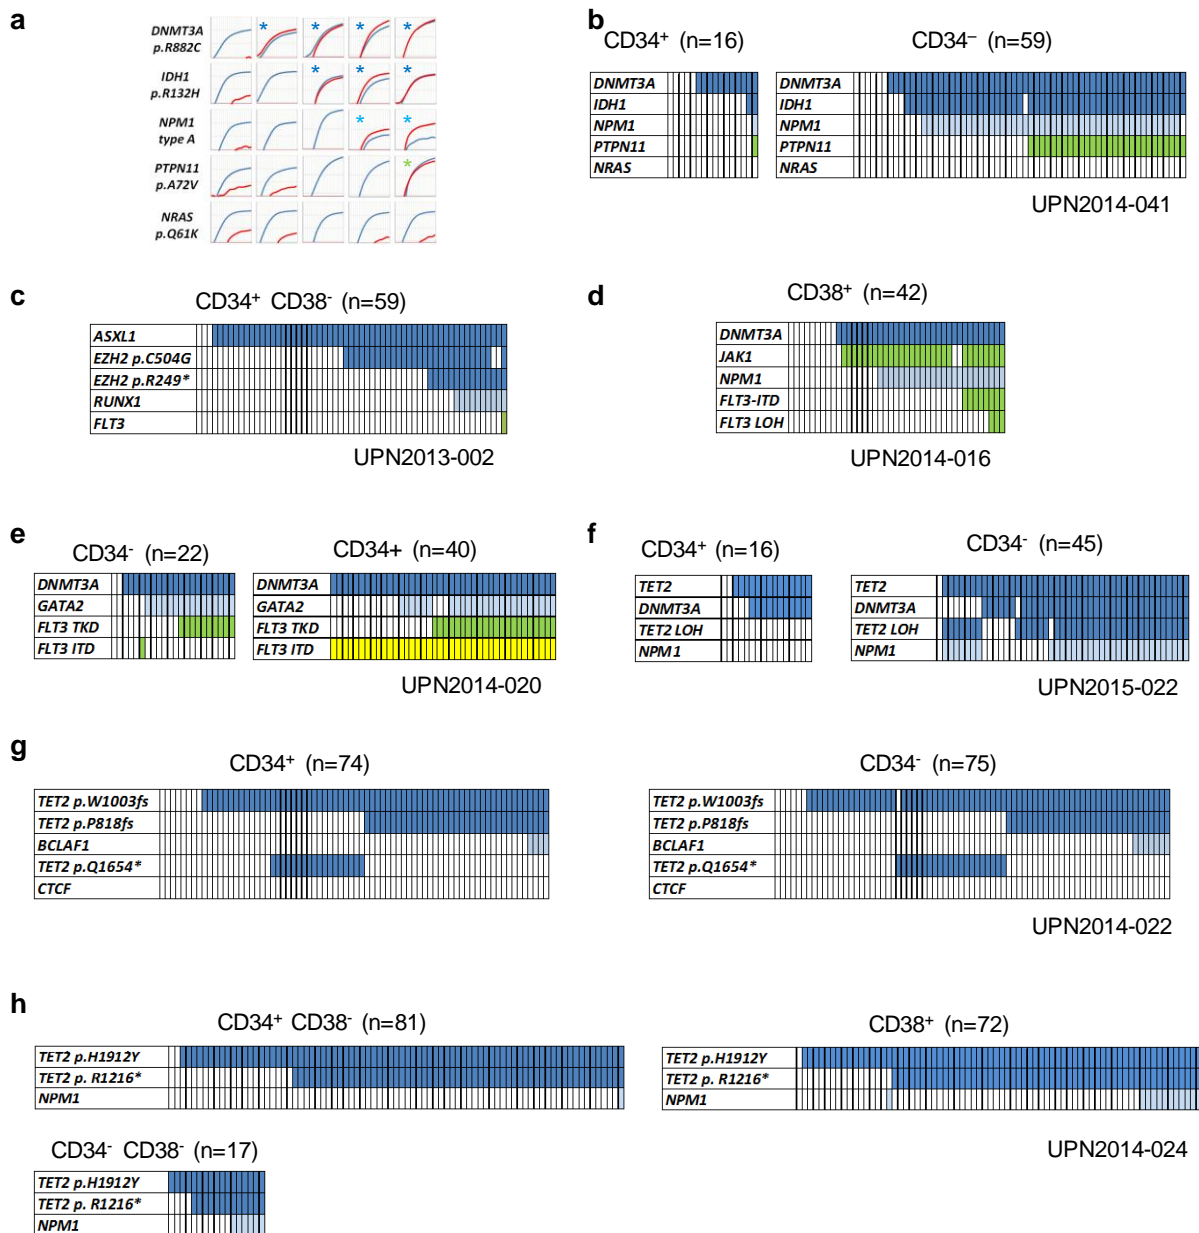 a
DNMT3A
p.R882C
IDH1
p.R132H
NPM1
type A
PTPN11
p.A72V
NRAS
p.Q61K
* * * *
* * *
* *
*
b
CD34+ (n=16)
CD34– (n=59)
DNMT3A
IDH1
NPM1
PTPN11
NRAS
DNMT3A
IDH1
NPM1
PTPN11
NRAS
UPN2014-041
c
CD34+ CD38- (n=59)
ASXL1
EZH2 p.C504G
EZH2 p.R249*
RUNX1
FLT3
UPN2013-002
d
CD38+ (n=42)
DNMT3A
JAK1
NPM1
FLT3-ITD
FLT3 LOH
UPN2014-016
e
CD34- (n=22)
CD34+ (n=40)
DNMT3A
GATA2
FLT3 TKD
FLT3 ITD
DNMT3A
GATA2
FLT3 TKD
FLT3 ITD
UPN2014-020
f
CD34+ (n=16)
CD34- (n=45)
TET2
DNMT3A
TET2 LOH
NPM1
TET2
DNMT3A
TET2 LOH
NPM1
UPN2015-022
g
CD34+ (n=74)
CD34- (n=75)
TET2 p.W1003fs
TET2 p.P818fs
BCLAF1
TET2 p.Q1654*
CTCF
TET2 p.W1003fs
TET2 p.P818fs
BCLAF1
TET2 p.Q1654*
CTCF
UPN2014-022
h
CD34+ CD38- (n=81)
CD38+ (n=72)
TET2 p.H1912Y
TET2 p. R1216*
NPM1
TET2 p.H1912Y
TET2 p. R1216*
NPM1
UPN2014-024
CD34- CD38- (n=17)
TET2 p.H1912Y
TET2 p. R1216*
NPM1